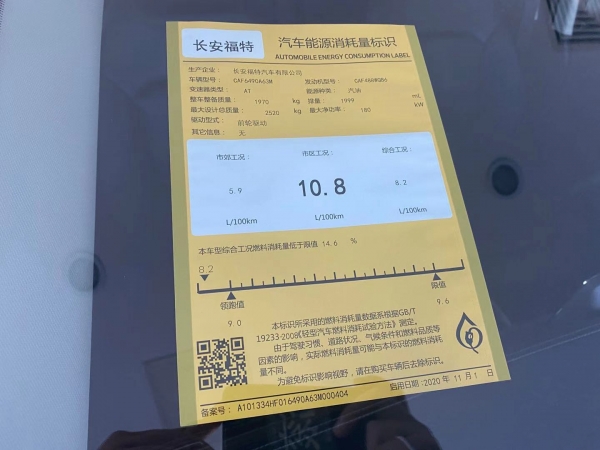 长安福特
汽车能源消耗量标识
AUTOMOBILE ENERGY CONSUMPTION LABEL
生产企业： 长安福特汽车有限公司
车辆型号： CAF6490A63M 发动机型号：
变速器类型： AT 能源种类： 汽油
整车整备质量： 1970 kg 排量： 1999 mL
最大设计总质量： 2520 kg 最大净功率： 180 kW
驱动型式： 前轮驱动
其它信息： 无
市郊工况： 市区工况： 综合工况：
5.9 10.8 8.2
L/100km L/100km L/100km
本车型综合工况燃料消耗量低于限值 14.6 %
8.2
领跑值 限值
9.0 9.6
本标识所采用的燃料消耗量数据系根据GB/T
19233-2008《轻型汽车燃料消耗试验方法》测定。
由于驾驶习惯、道路状况、气候条件和燃料品质等
因素的影响，实际燃料消耗量可能与本标识的燃料消耗
量不同。
为避免标识影响视野，请在购买车辆后去除标识。
备案号： A101334HF016490A63M000404 启用日期：2020 年 11 月 1 日